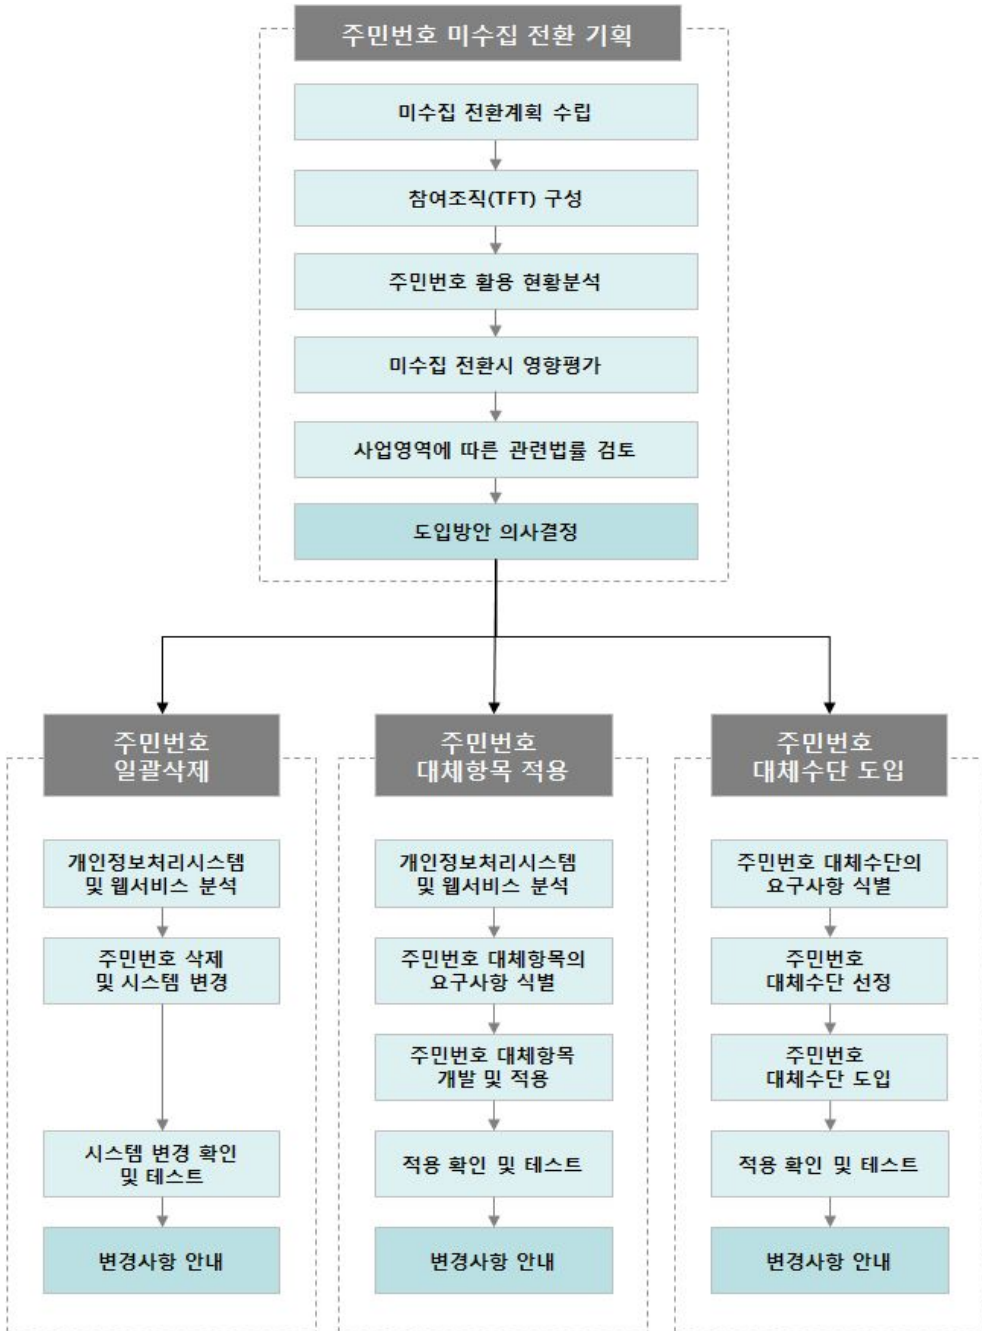 주민번호 미수집 전환 기획
미수집 전환계획 수립
참여조직(TFT) 구성
주민번호 활용 현황분석
미수집 전환시 영향평가
사업영역에 따른 관련법률 검토
도입방안 의사결정
주민번호
일괄삭제
개인정보처리시스템
및 웹서비스 분석
주민번호 삭제
및 시스템 변경
시스템 변경 확인
및 테스트
변경사항 안내
주민번호
대체항목 적용
개인정보처리시스템
및 웹서비스 분석
주민번호 대체항목의
요구사항 식별
주민번호 대체항목
개발 및 적용
적용 확인 및 테스트
변경사항 안내
주민번호
대체수단 도입
주민번호 대체수단의
요구사항 식별
주민번호
대체수단 선정
주민번호
대체수단 도입
적용 확인 및 테스트
변경사항 안내